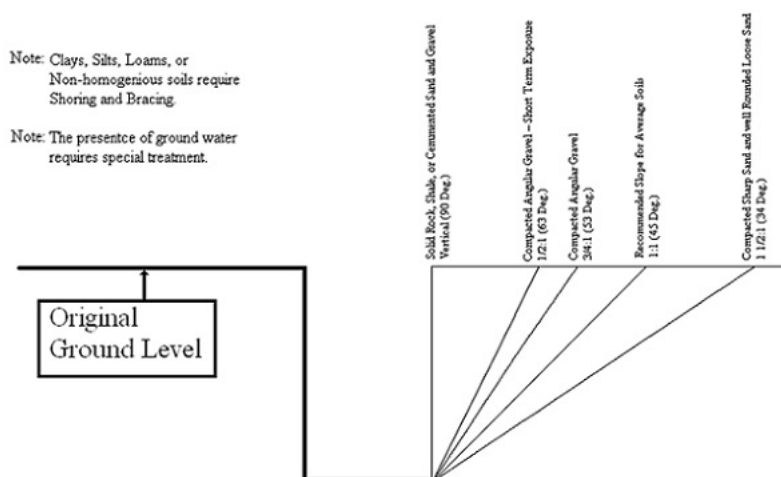 Note: Clays, Silts, Loams, or
Non-homogenious soils require
Shoring and Bracing.
Note: The presentce of ground water
requires special treatment.
Original
Ground Level
Solid Rock, Shale, or Cemmented Sand and Gravel
Vertical (90 Deg.)
Compacted Angular Gravel – Short Term Exposure
1/2:1 (63 Deg.)
Compacted Angular Gravel
3/4:1 (53 Deg.)
Recommended Slope for Average Soils
1:1 (45 Deg.)
Compacted Sharp Sand and well Rounded Loose Sand
1 1/2:1 (34 Deg.)